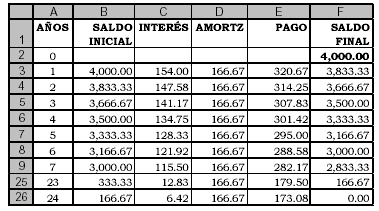 A B C D E F
1 AÑOS SALDO INICIAL INTERÉS AMORTZ PAGO SALDO FINAL
2 0 4,000.00
3 1 4,000.00 154.00 166.67 320.67 3,833.33
4 2 3,833.33 147.58 166.67 314.25 3,666.67
5 3 3,666.67 141.17 166.67 307.83 3,500.00
6 4 3,500.00 134.75 166.67 301.42 3,333.33
7 5 3,333.33 128.33 166.67 295.00 3,166.67
8 6 3,166.67 121.92 166.67 288.58 3,000.00
9 7 3,000.00 115.50 166.67 282.17 2,833.33
25 23 333.33 12.83 166.67 179.50 166.67
26 24 166.67 6.42 166.67 173.08 0.00